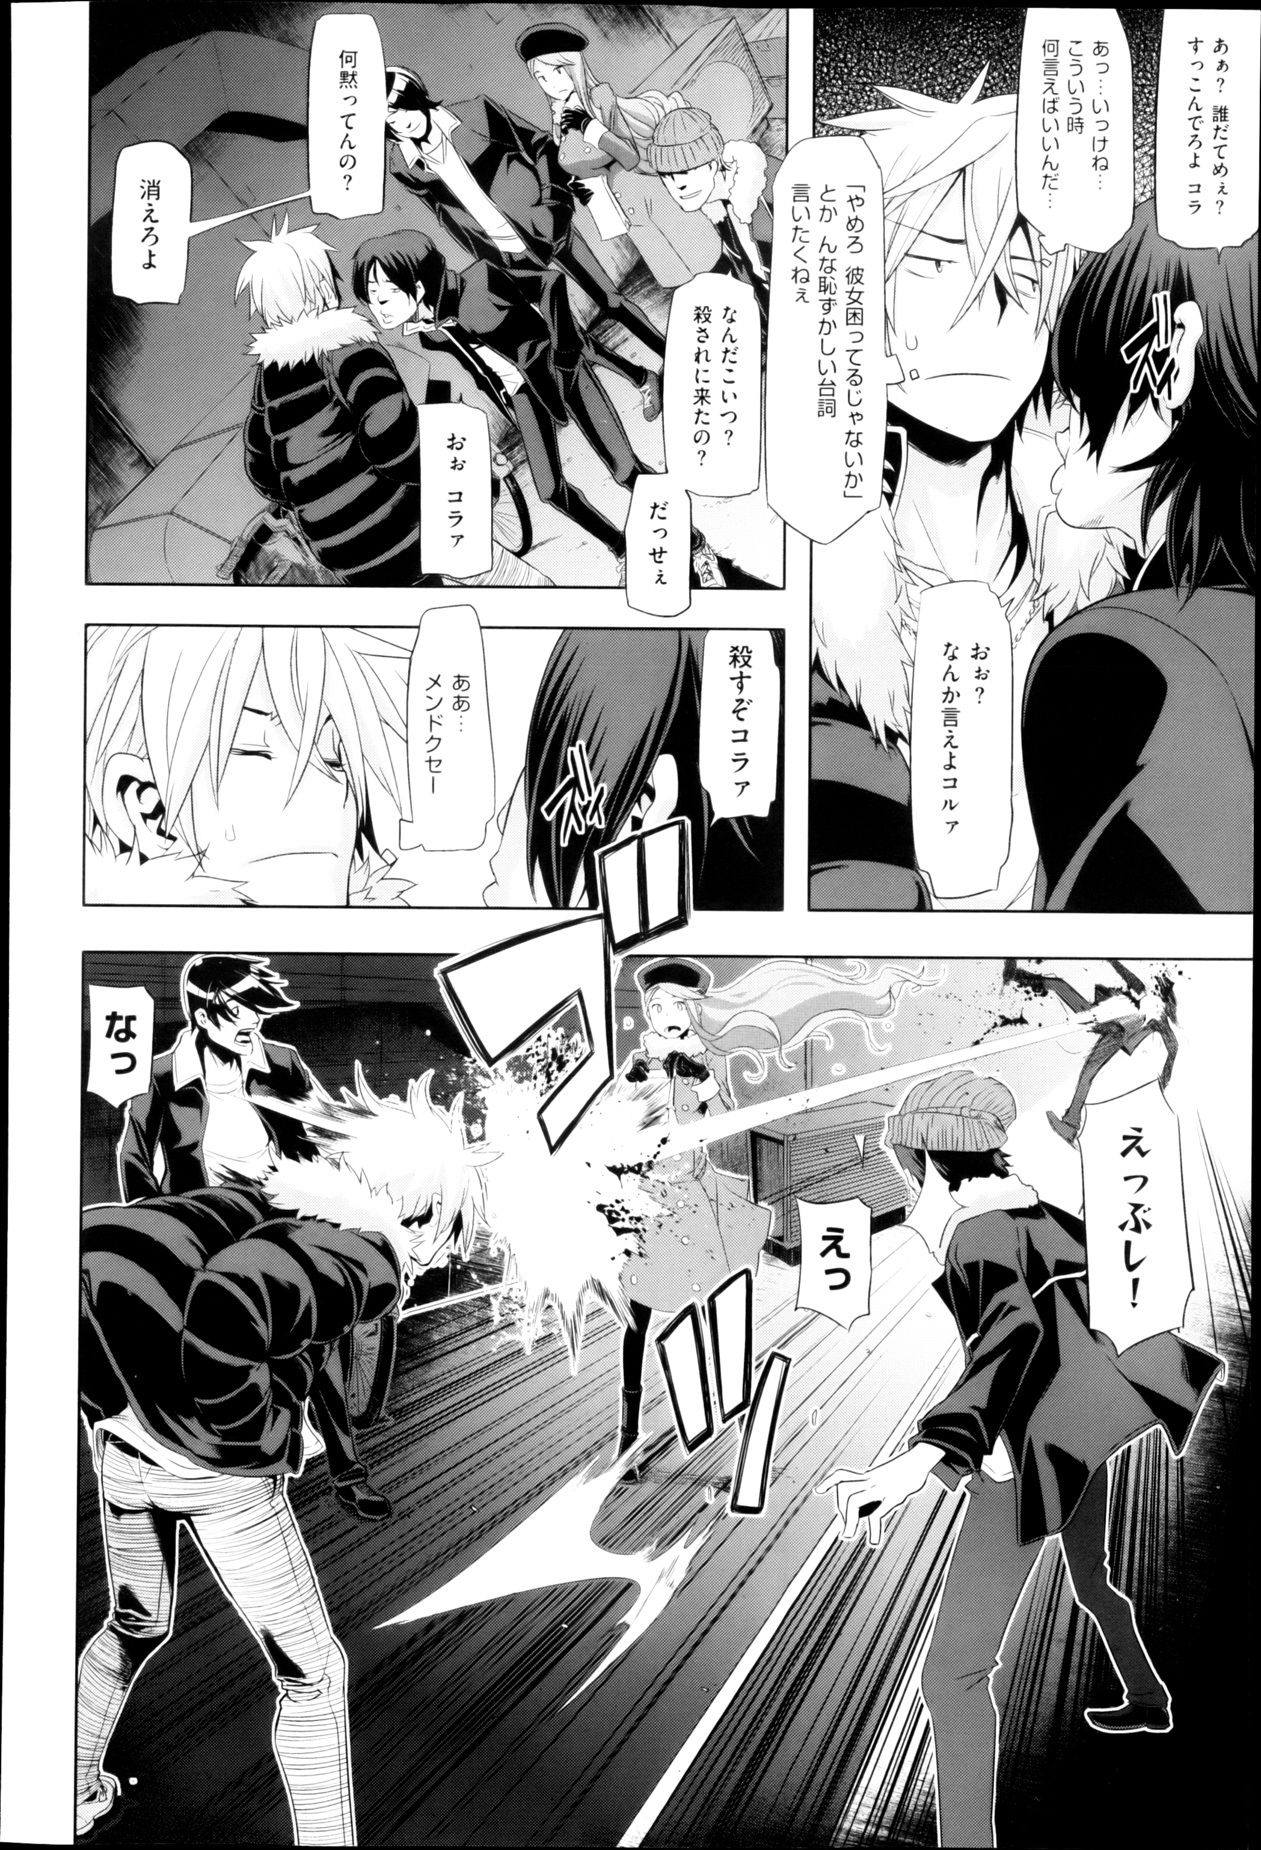 あぁ？ 誰だてめぇ？
すっこんでろよ コラ
あっ…いっけね…
こういう時
何言えばいいんだ…
「やめろ 彼女困ってるじゃないか」
とか んな恥ずかしい台詞
言いたくねぇ
ズイ
おぉ？
なんか言えよコルァ
何黙ってんの？
消えろよ
なんだこいつ？
殺されに来たの？
だっせぇ
おぉ コラァ
殺すぞコラァ
ズイ
ああ…
メンドクセー
えっぶし！
えっ
なっ